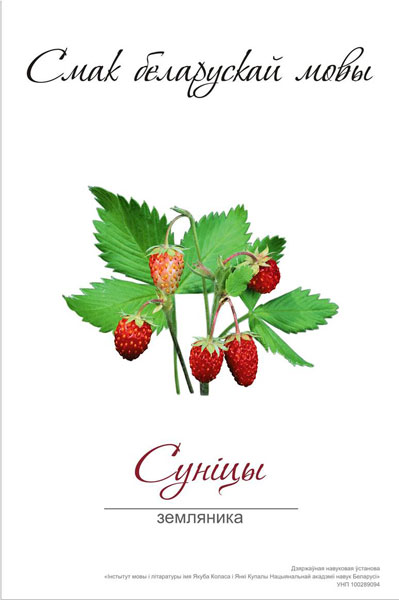 Смак беларускай мовы
Суніцы
земляника
Дзяржаўная навуковая ўстанова
«Інстытут мовы і літаратуры імя Якуба Коласа і Янкі Купалы Нацыянальнай акадэміі навук Беларусі»
УНП 100289094